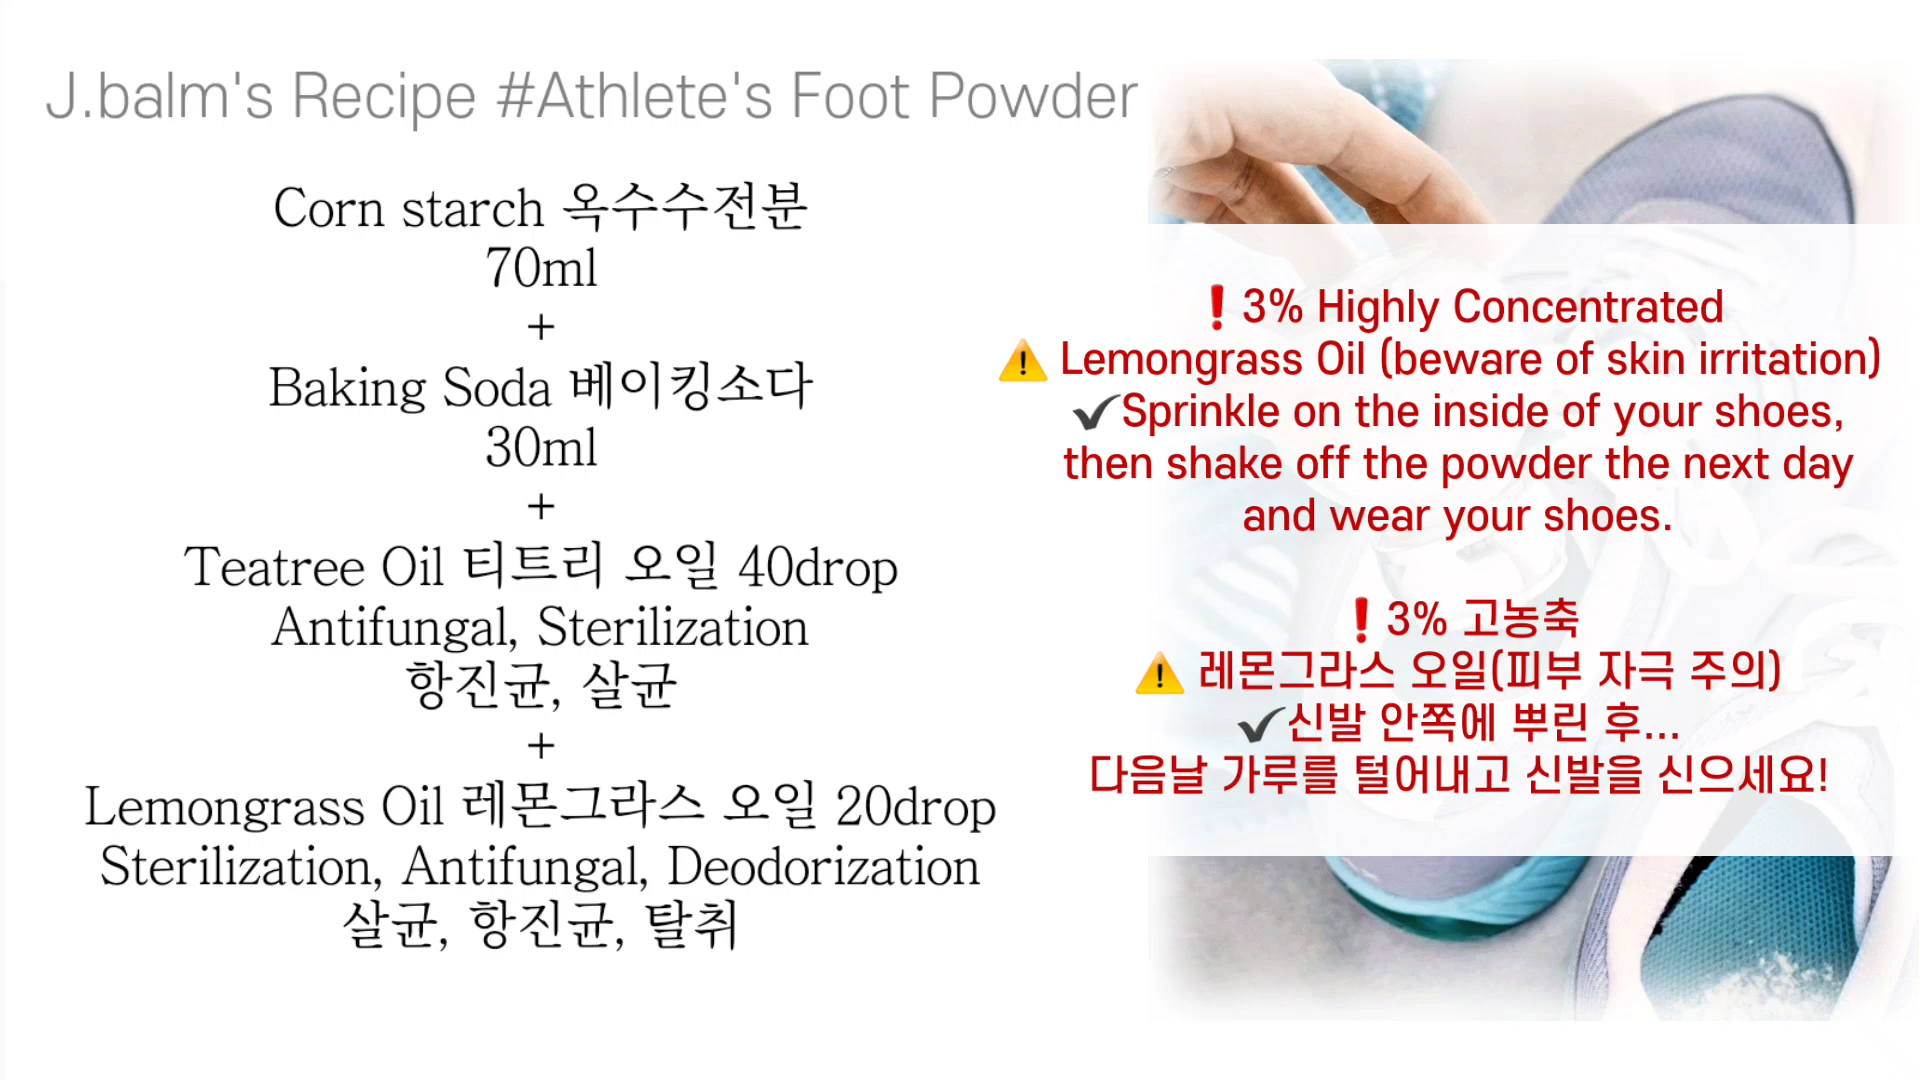 J.balm's Recipe #Athlete's Foot Powder
Corn starch 옥수수전분
70ml
+
Baking Soda 베이킹소다
30ml
+
Teatree Oil 티트리 오일 40drop
Antifungal, Sterilization
항진균, 살균
+
Lemongrass Oil 레몬그라스 오일 20drop
Sterilization, Antifungal, Deodorization
살균, 항진균, 탈취
❗3% Highly Concentrated
⚠️ Lemongrass Oil (beware of skin irritation)
✔Sprinkle on the inside of your shoes,
then shake off the powder the next day
and wear your shoes.
❗3% 고농축
⚠️ 레몬그라스 오일(피부 자극 주의)
✔신발 안쪽에 뿌린 후...
다음날 가루를 털어내고 신발을 신으세요!